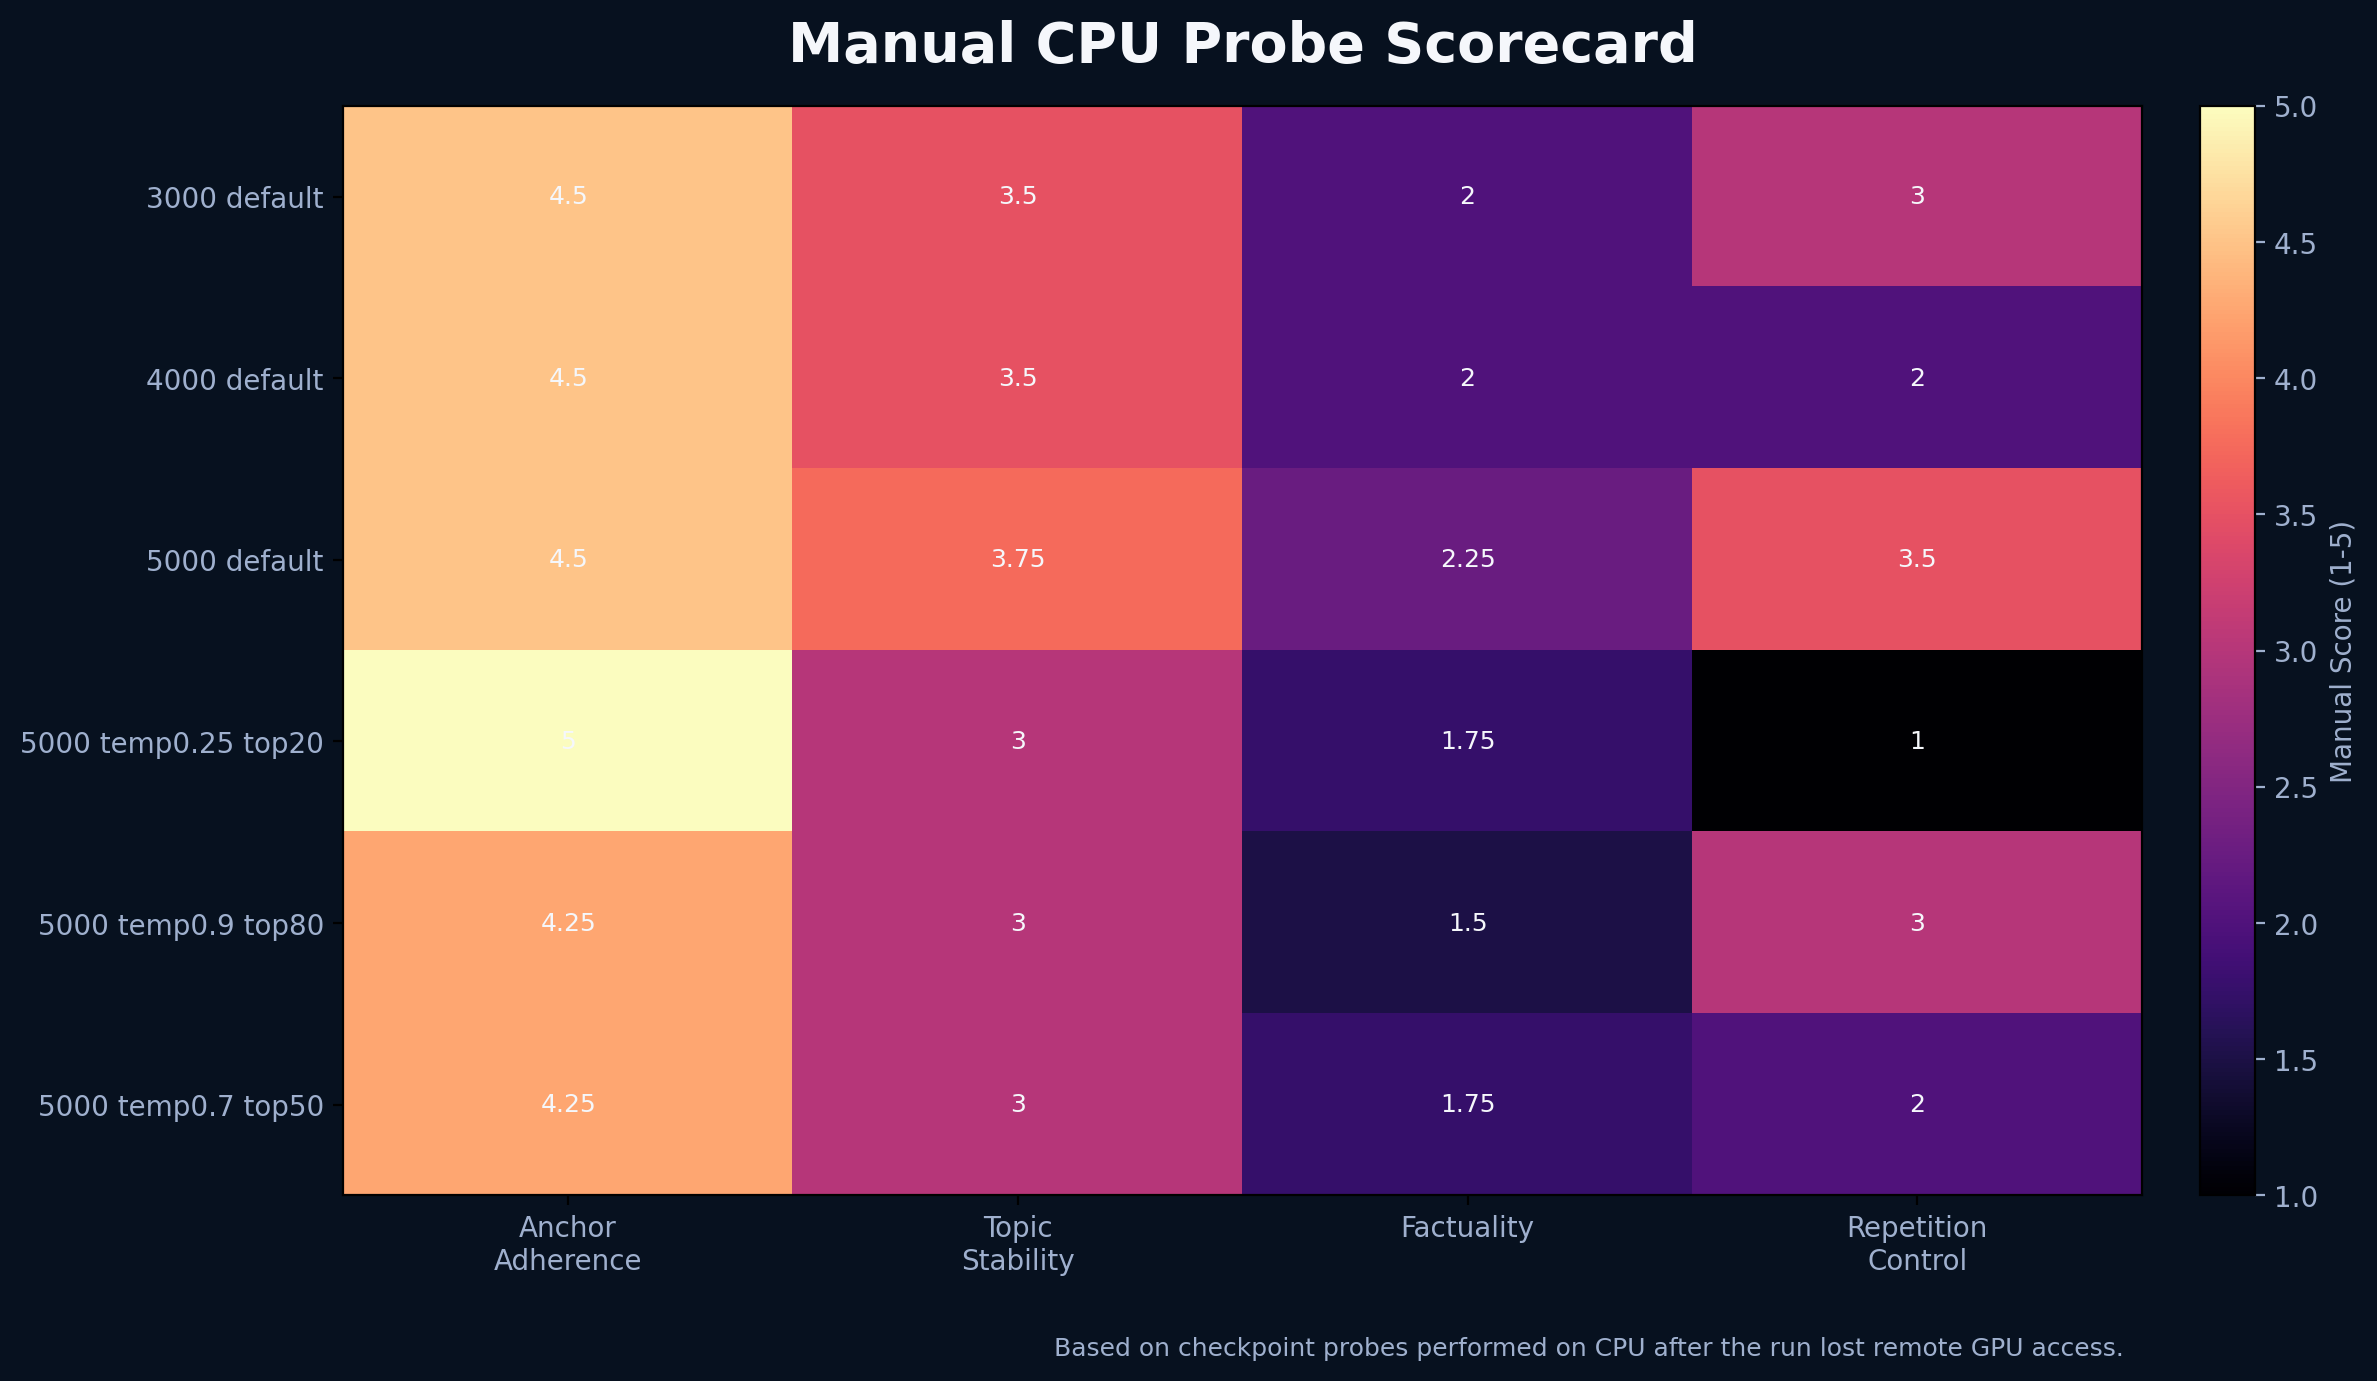 Manual CPU Probe Scorecard
3000 default
4.5
3.5
2
3
4000 default
4.5
3.5
2
2
5000 default
4.5
3.75
2.25
3.5
5000 temp0.25 top20
5
3
1.75
1
5000 temp0.9 top80
4.25
3
1.5
3
5000 temp0.7 top50
4.25
3
1.75
2
Anchor
Adherence
Topic
Stability
Factuality
Repetition
Control
5.0
4.5
4.0
3.5
3.0
2.5
2.0
1.5
1.0
Manual Score (1-5)
Based on checkpoint probes performed on CPU after the run lost remote GPU access.